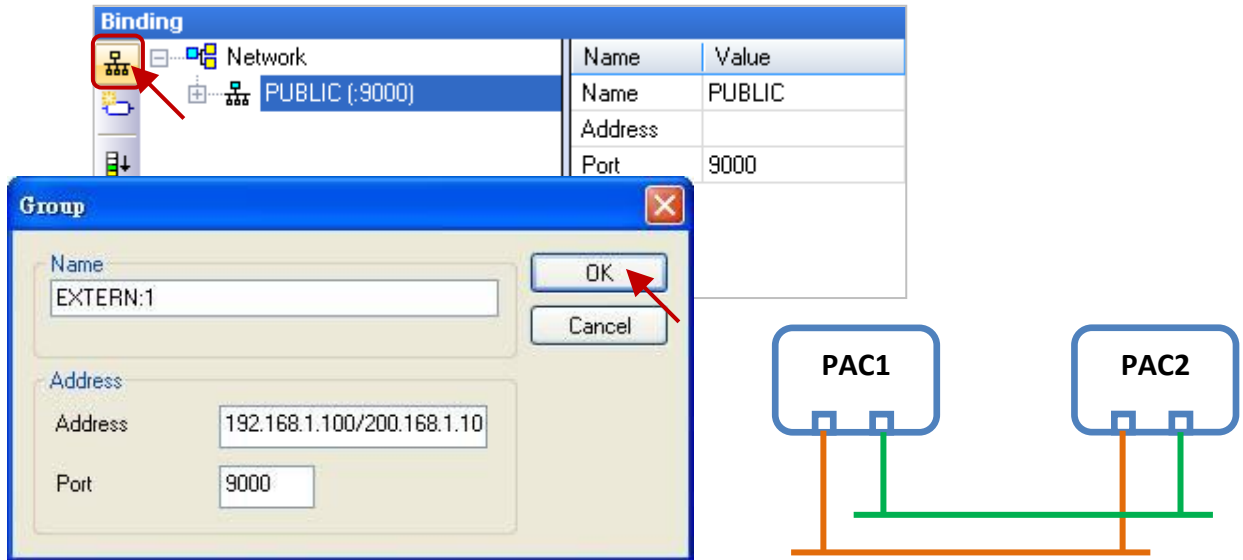 Binding
Network
PUBLIC (:9000)
Name Value
Name PUBLIC
Address
Port 9000
Group
Name
EXTERN:1
OK
Cancel
Address
Address 192.168.1.100/200.168.1.10
Port 9000
PAC1
PAC2